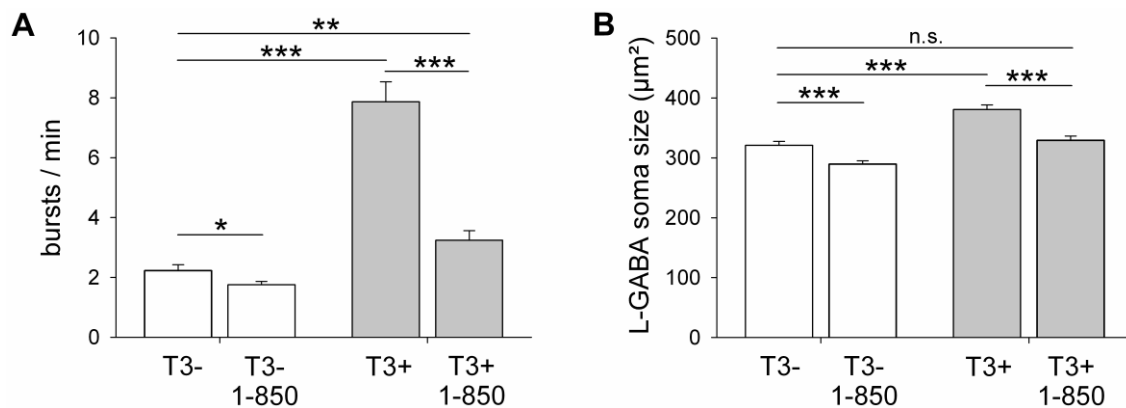 A
bursts / min
10
8
6
4
2
0
**
***
***
*
T3-
T3-
1-850
T3+
T3+
1-850
B
L-GABA soma size (µm²)
500
400
300
200
100
0
n.s.
***
***
***
T3-
T3-
1-850
T3+
T3+
1-850